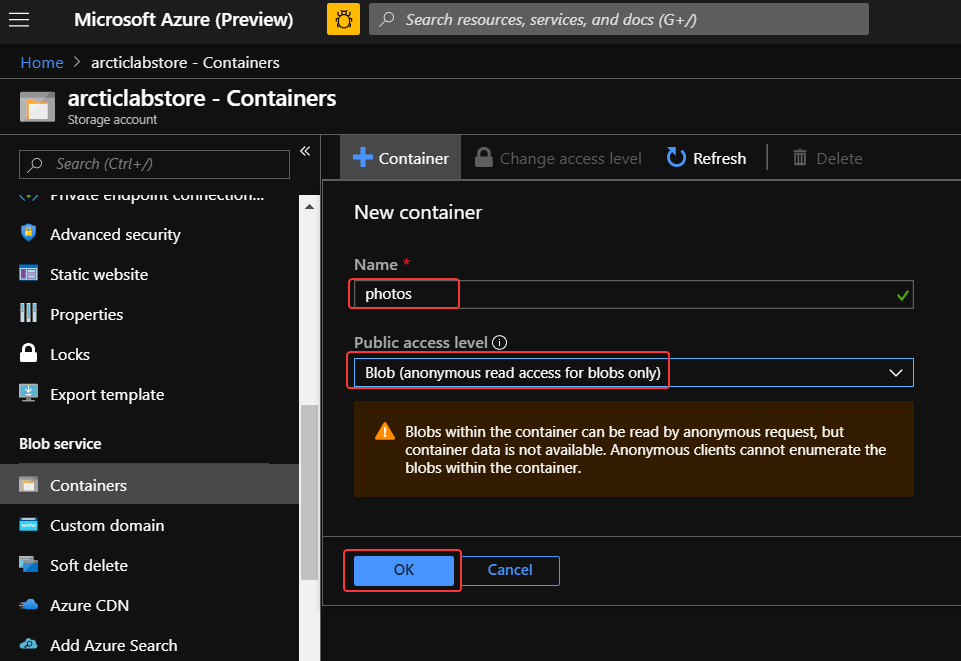 Microsoft Azure (Preview)
Search resources, services, and docs (G+/)
Home > arcticlabstore - Containers
arcticlabstore - Containers
Storage account
Search (Ctrl+/)
«
Private endpoint connection...
Advanced security
Static website
Properties
Locks
Export template
Blob service
Containers
Custom domain
Soft delete
Azure CDN
Add Azure Search
+ Container
Change access level
Refresh
Delete
New container
Name *
photos
Public access level
Blob (anonymous read access for blobs only)
Blobs within the container can be read by anonymous request, but
container data is not available. Anonymous clients cannot enumerate the
blobs within the container.
OK
Cancel